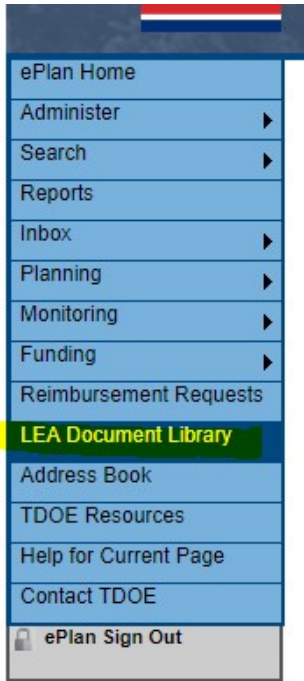 ePlan Home
Administer
Search
Reports
Inbox
Planning
Monitoring
Funding
Reimbursement Requests
LEA Document Library
Address Book
TDOE Resources
Help for Current Page
Contact TDOE
ePlan Sign Out